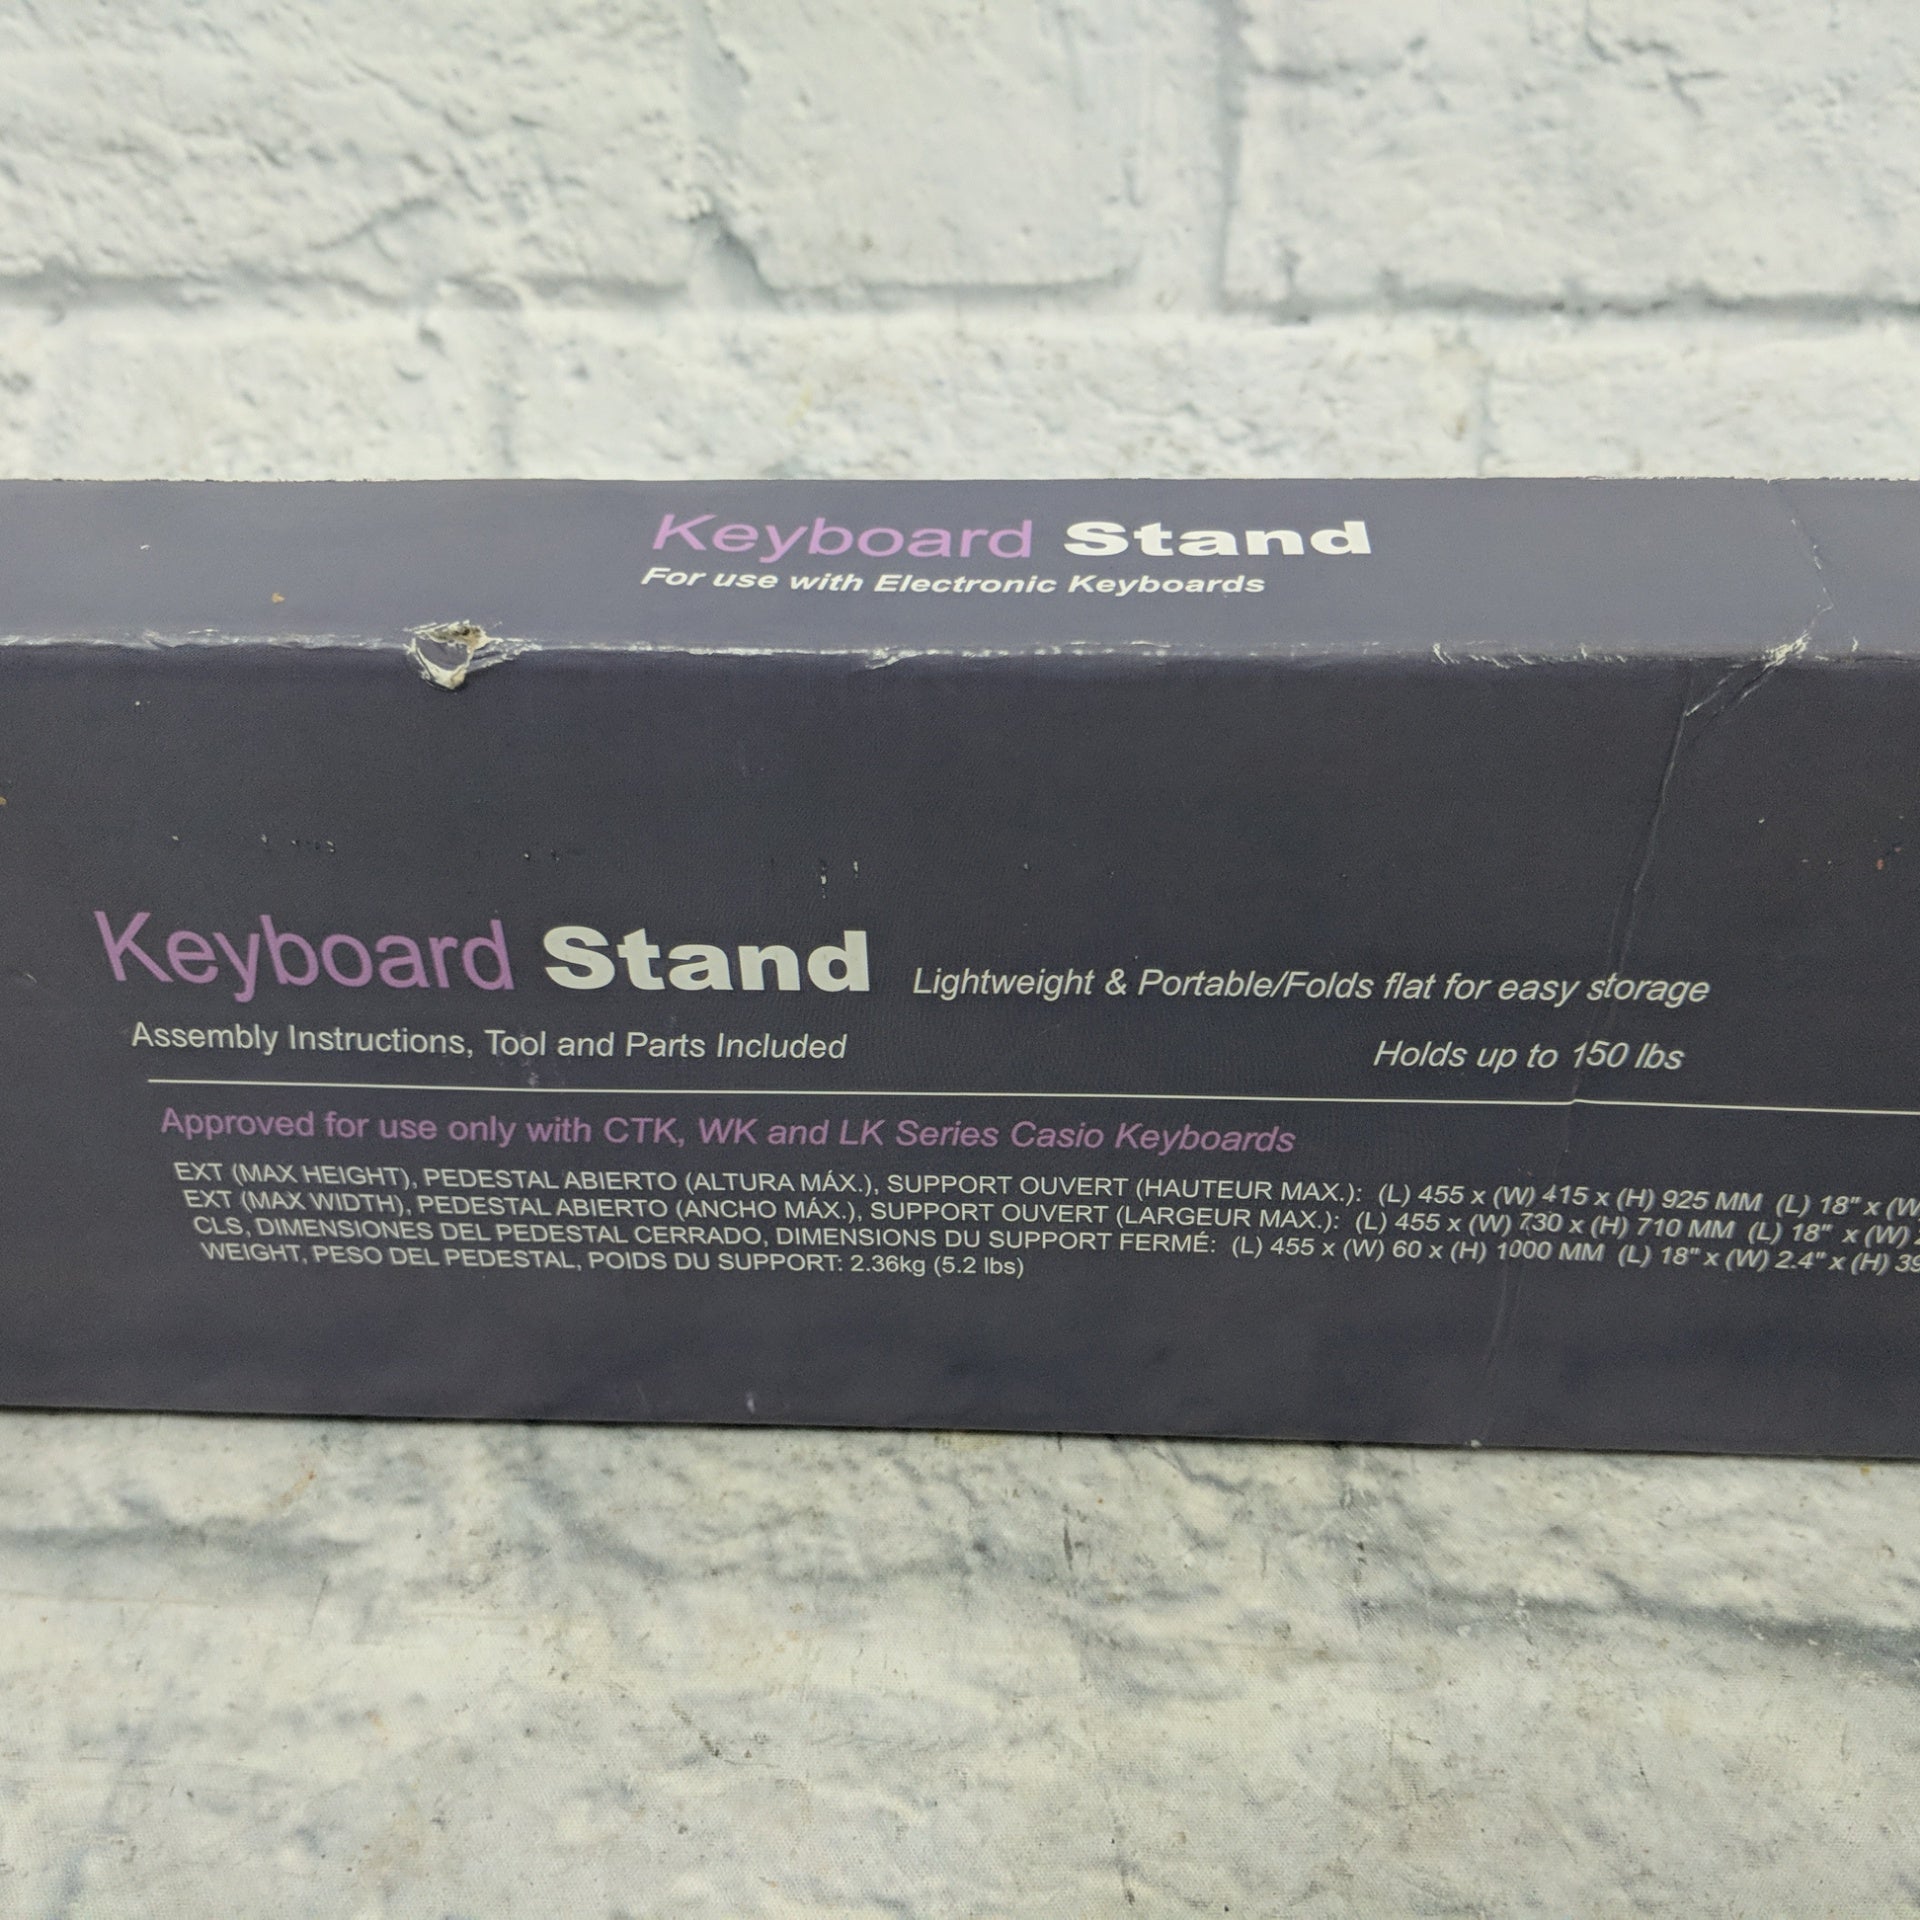 Keyboard Stand
For use with Electronic Keyboards
Keyboard Stand Lightweight & Portable/Folds flat for easy storage
Assembly Instructions, Tool and Parts Included Holds up to 150 lbs
Approved for use only with CTK, WK and LK Series Casio Keyboards
EXT (MAX HEIGHT), PEDESTAL ABIERTO (ALTURA MÁX.), SUPPORT OUVERT (HAUTEUR MAX.): (L) 455 x (W) 415 x (H) 925 MM (L) 18" x (W
EXT (MAX WIDTH), PEDESTAL ABIERTO (ANCHO MÁX.), SUPPORT OUVERT (LARGEUR MAX.): (L) 455 x (W) 730 x (H) 710 MM (L) 18" x (W)
CLS, DIMENSIONES DEL PEDESTAL CERRADO, DIMENSIONS DU SUPPORT FERMÉ: (L) 455 x (W) 60 x (H) 1000 MM (L) 18" x (W) 2.4" x (H) 39
WEIGHT, PESO DEL PEDESTAL, POIDS DU SUPPORT: 2.36kg (5.2 lbs)